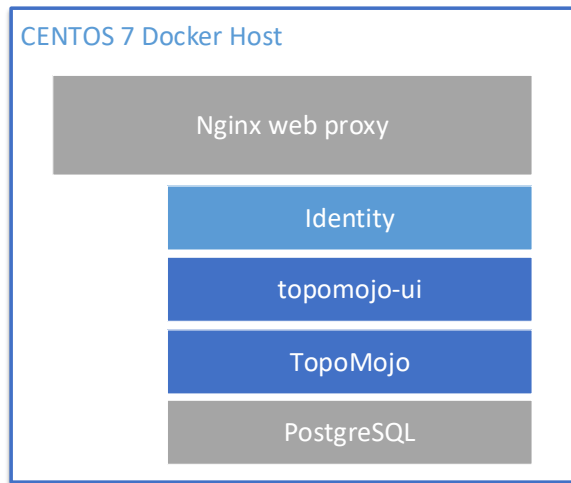 CENTOS 7 Docker Host
Nginx web proxy
Identity
topomojo-ui
TopoMojo
PostgreSQL